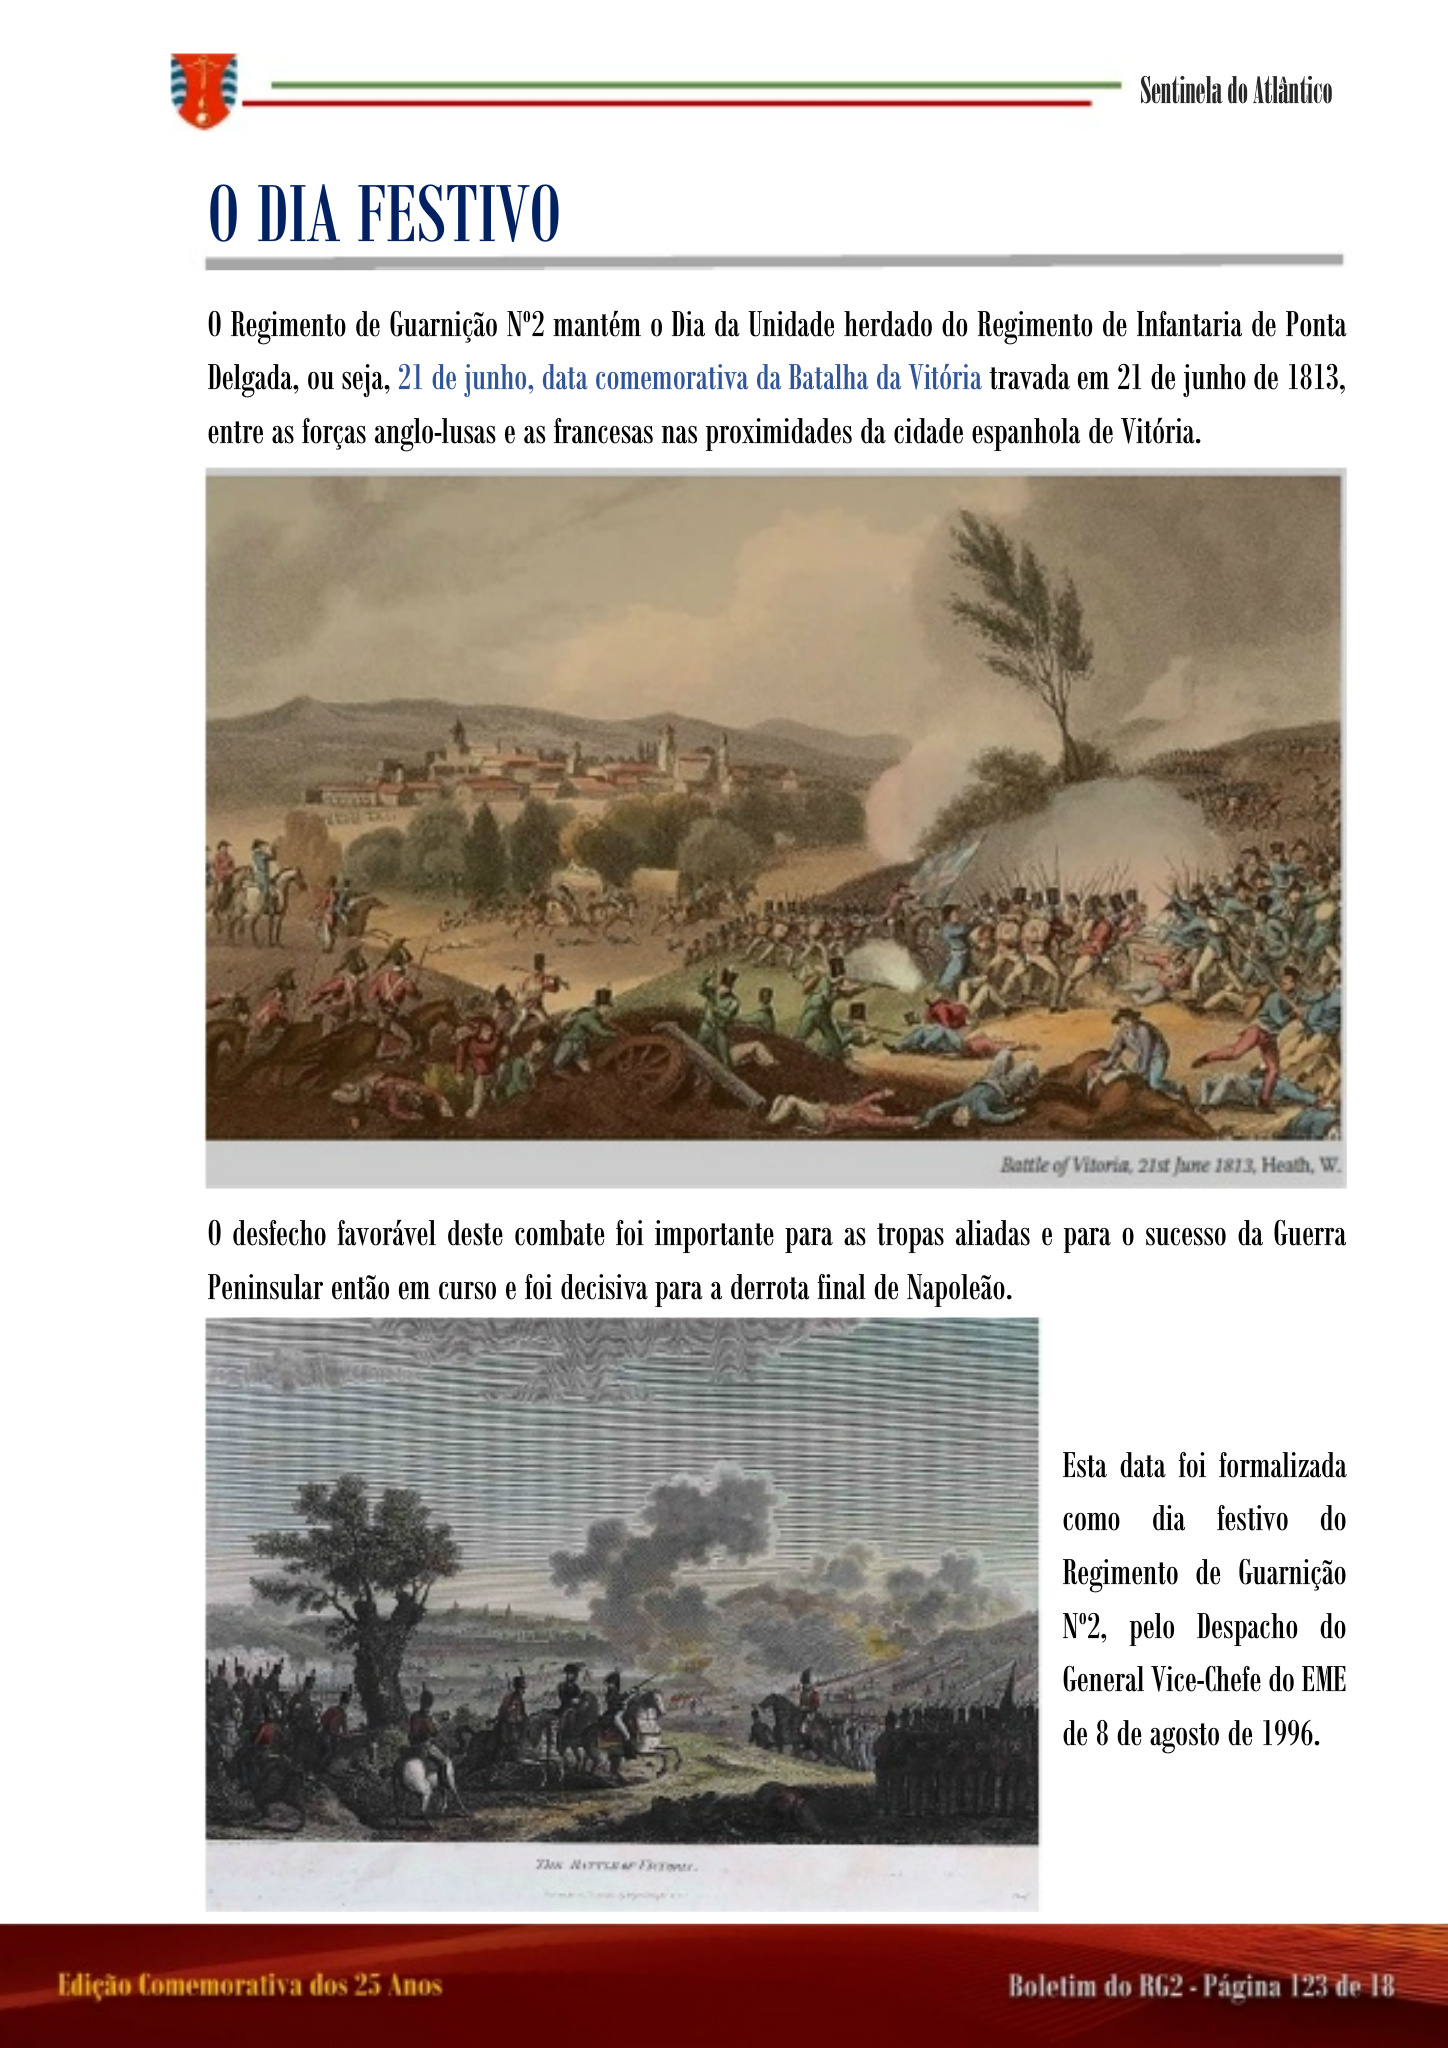 Sentinela do Atlântico
O DIA FESTIVO
O Regimento de Guarnição Nº2 mantém o Dia da Unidade herdado do Regimento de Infantaria de Ponta
Delgada, ou seja, 21 de junho, data comemorativa da Batalha da Vitória travada em 21 de junho de 1813,
entre as forças anglo-lusas e as francesas nas proximidades da cidade espanhola de Vitória.
Battle of Vitoria, 21st June 1813, Heath, W.
O desfecho favorável deste combate foi importante para as tropas aliadas e para o sucesso da Guerra
Peninsular então em curso e foi decisiva para a derrota final de Napoleão.
Esta data foi formalizada
como dia festivo do
Regimento de Guarnição
Nº2, pelo Despacho do
General Vice-Chefe do EME
de 8 de agosto de 1996.
THE BATTLE OF VITTORIA.
Edição Comemorativa dos 25 Anos
Boletim do RG2 - Página 123 de 18